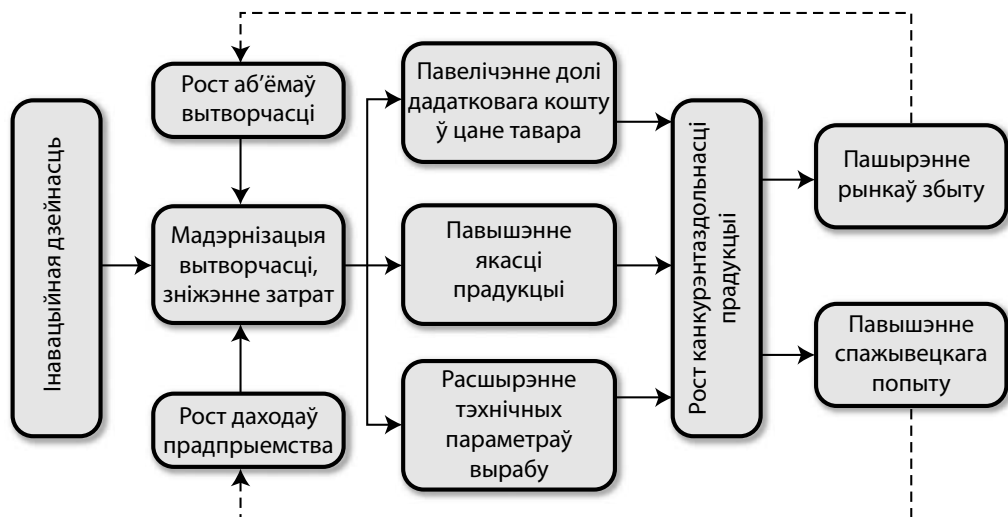 Інавацыйная дзейнасць
Рост аб’ёмаў
вытворчасці
Мадэрнізацыя
вытворчасці,
зніжэнне затрат
Рост даходаў
прадпрыемства
Павелічэнне долі
дадатковага кошту
ў цане тавара
Павышэнне
якасці
прадукцыі
Расшырэнне
тэхнічных
параметраў
вырабу
Рост канкурэнтаздольнасці
прадукцыі
Пашырэнне
рынкаў збыту
Павышэнне
спажывецкага
попыту